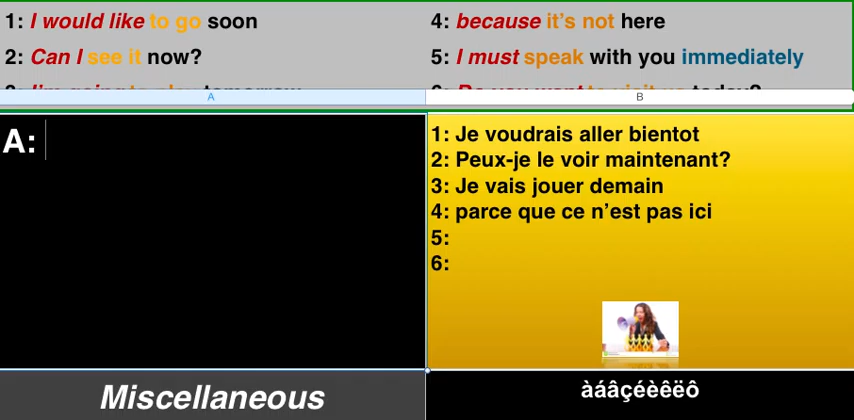 1: I would like to go soon
2: Can I see it now?
4: because it's not here
5: I must speak with you immediately
A
B
A:
1: Je voudrais aller bientot
2: Peux-je le voir maintenant?
3: Je vais jouer demain
4: parce que ce n'est pas ici
5:
6:
Miscellaneous
àáâçéèêëô